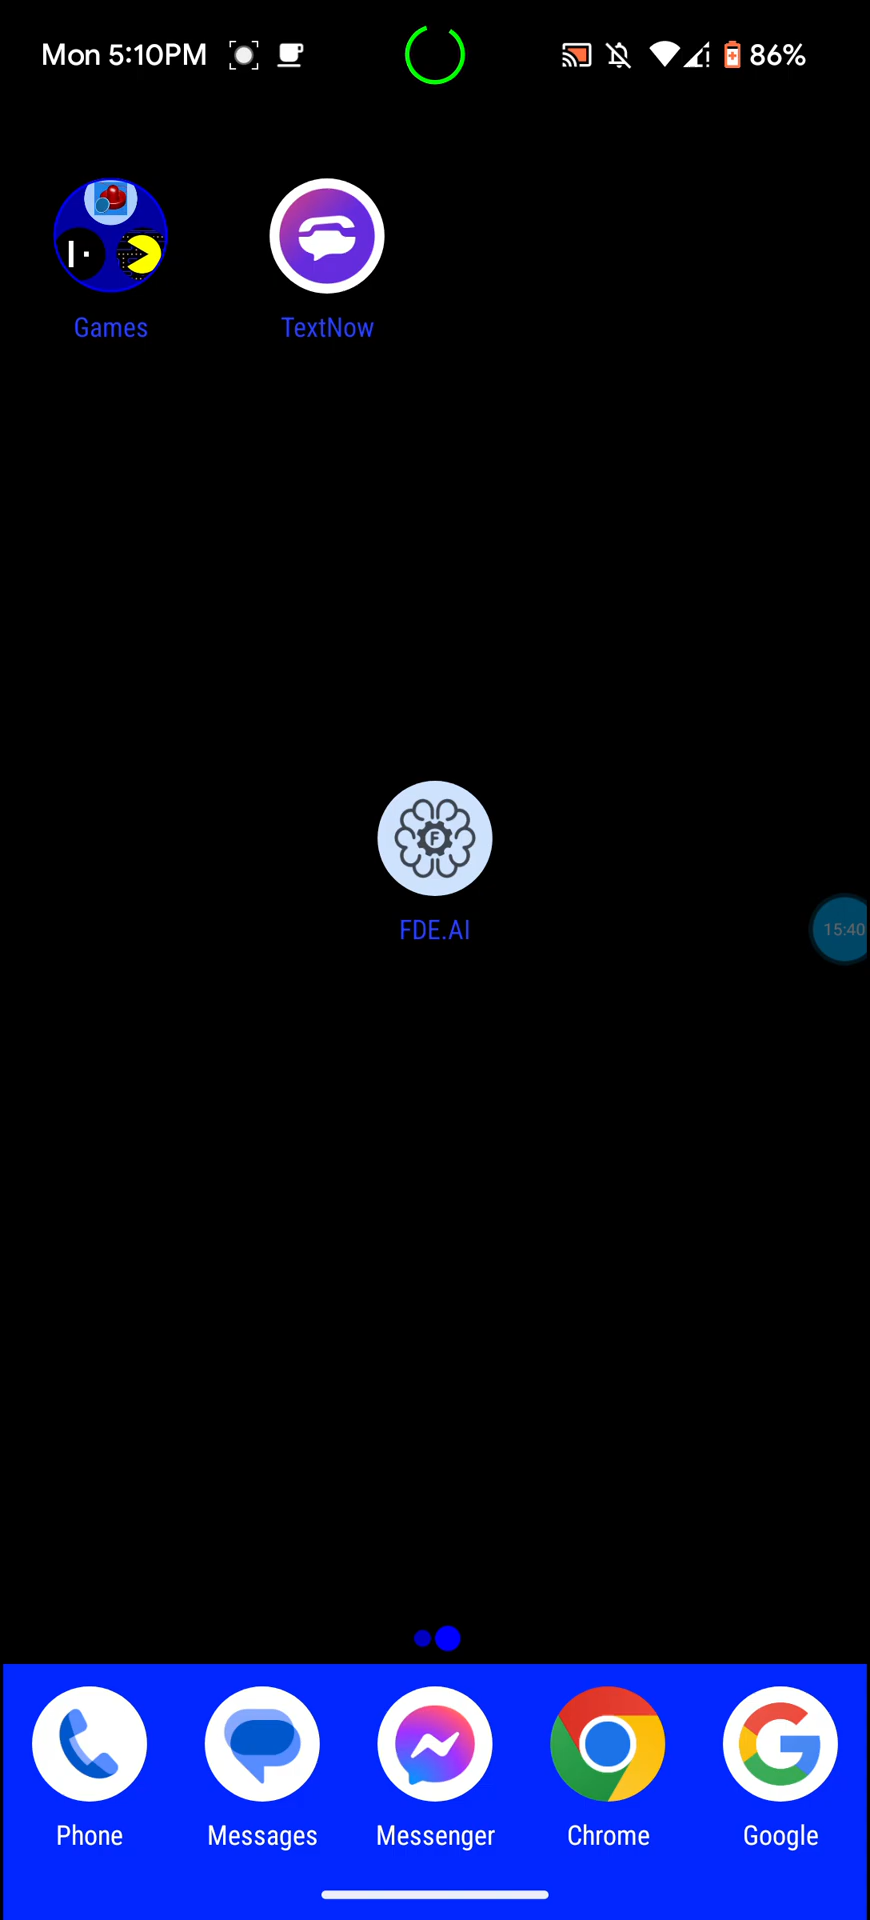 Mon 5:10PM
86%
Games
TextNow
F
FDE.AI
15:40
Phone
Messages
Messenger
Chrome
Google